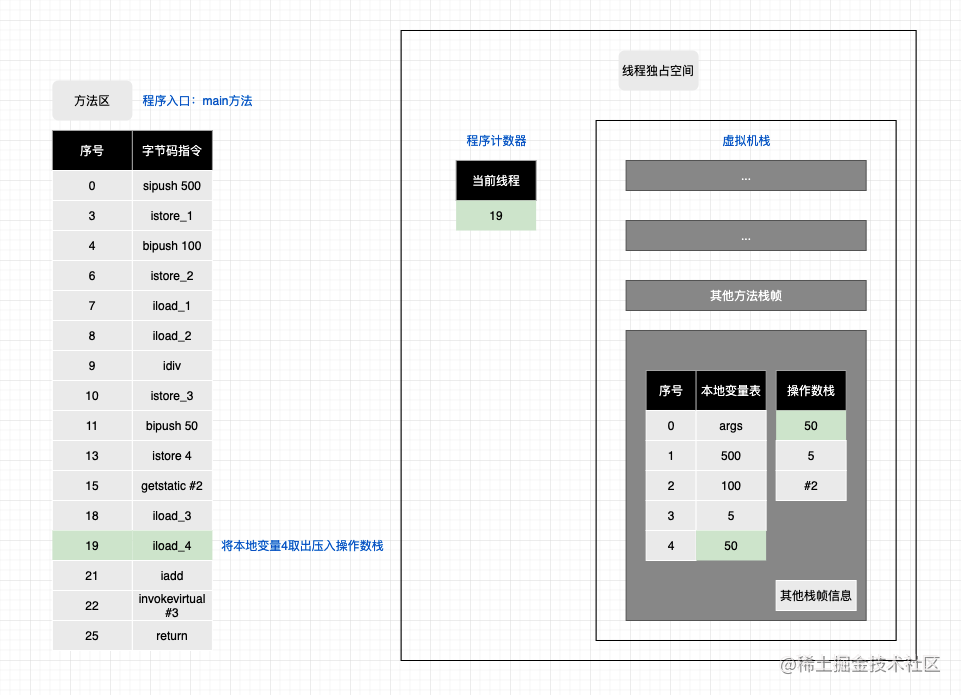 线程独占空间
方法区
程序入口：main方法
序号 字节码指令
0 sipush 500
3 istore_1
4 bipush 100
6 istore_2
7 iload_1
8 iload_2
9 idiv
10 istore_3
11 bipush 50
13 istore 4
15 getstatic #2
18 iload_3
19 iload_4
将本地变量4取出压入操作数栈
21 iadd
22 invokevirtual
#3
25 return
程序计数器
当前线程
19
虚拟机栈
...
...
其他方法栈帧
序号 本地变量表
0 args
1 500
2 100
3 5
4 50
操作数栈
50
5
#2
其他栈帧信息
@稀土掘金技术社区